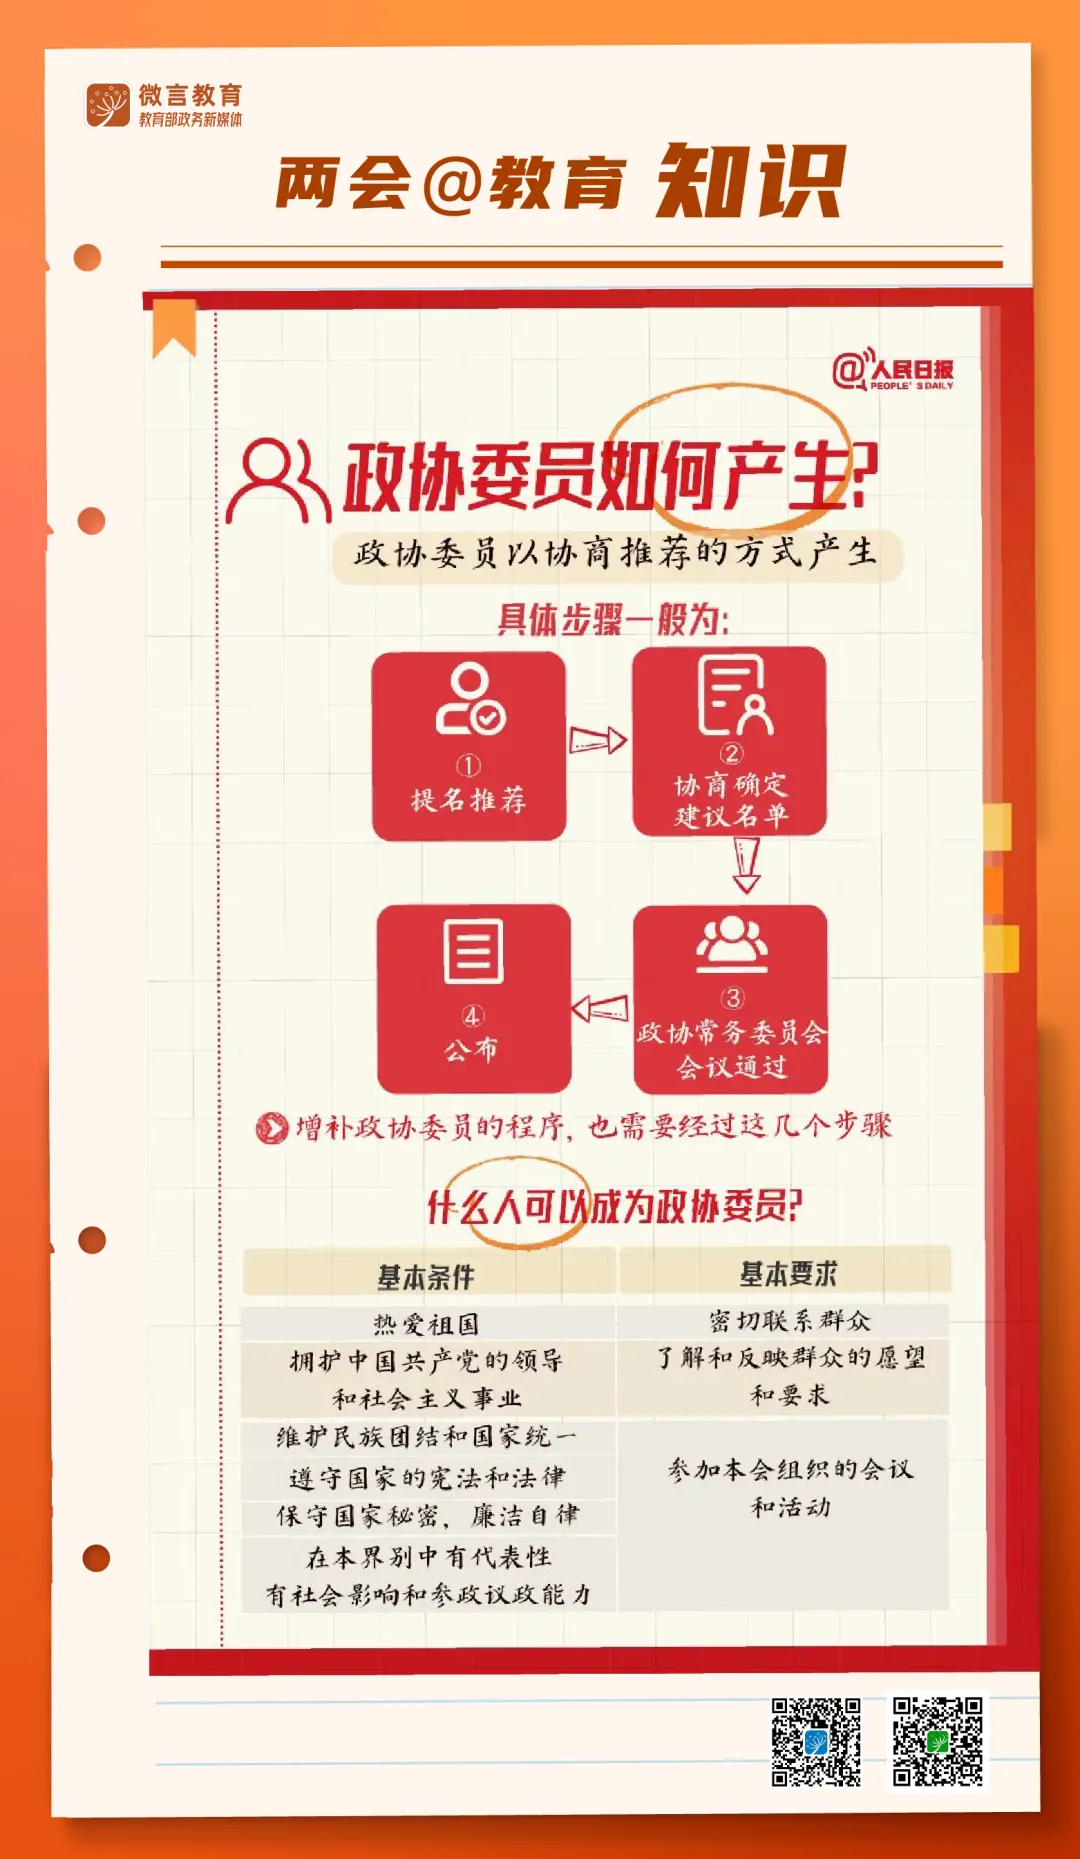 微言教育
教育部政务新媒体
两会@教育 知识
@人民日报
PEOPLE'S DAILY
政协委员如何产生?
政协委员以协商推荐的方式产生
具体步骤一般为:
①
提名推荐
②
协商确定
建议名单
③
政协常务委员会
会议通过
④
公布
增补政协委员的程序, 也需要经过这几个步骤
什么人可以成为政协委员?
基本条件
热爱祖国
拥护中国共产党的领导
和社会主义事业
维护民族团结和国家统一
遵守国家的宪法和法律
保守国家秘密, 廉洁自律
在本界别中有代表性
有社会影响和参政议政能力
基本要求
密切联系群众
了解和反映群众的愿望
和要求
参加本会组织的会议
和活动